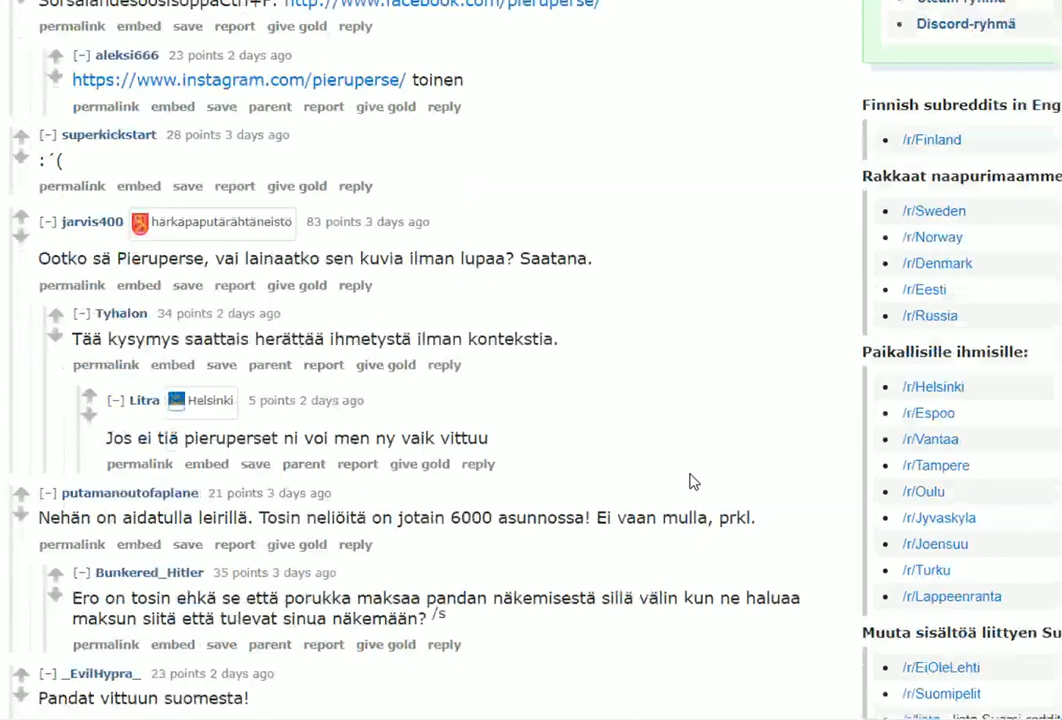 http://www.facebook.com/pieruperse/
permalink embed save report give gold reply
[–] aleksi666 23 points 2 days ago
https://www.instagram.com/pieruperse/ toinen
permalink embed save parent report give gold reply
[–] superkickstart 28 points 3 days ago
:´(
permalink embed save report give gold reply
[–] jarvis400 härkäpaputärähtäneistö 83 points 3 days ago
Ootko sä Pieruperse, vai lainaatko sen kuvia ilman lupaa? Saatana.
permalink embed save report give gold reply
[–] Tyhalon 34 points 2 days ago
Tää kysymys saattais herättää ihmetystä ilman kontekstia.
permalink embed save parent report give gold reply
[–] Litra Helsinki 5 points 2 days ago
Jos ei tiä pieruperset ni voi men ny vaik vittuu
permalink embed save parent report give gold reply
[–] putamanoutofaplane 21 points 3 days ago
Nehän on aidatulla leirillä. Tosin neliöitä on jotain 6000 asunnossa! Ei vaan mulla, prkl.
permalink embed save report give gold reply
[–] Bunkered_Hitler 35 points 3 days ago
Ero on tosin ehkä se että porukka maksaa pandan näkemisestä sillä välin kun ne haluaa
maksun siitä että tulevat sinua näkemään? /s
permalink embed save parent report give gold reply
[–] _EvilHypra_ 23 points 2 days ago
Pandat vittuun suomesta!
Discord-ryhmä
Finnish subreddits in Eng
/r/Finland
Rakkaat naapurimaamme
/r/Sweden
/r/Norway
/r/Denmark
/r/Eesti
/r/Russia
Paikallisille ihmisille:
/r/Helsinki
/r/Espoo
/r/Vantaa
/r/Tampere
/r/Oulu
/r/Jyvaskyla
/r/Joensuu
/r/Turku
/r/Lappeenranta
Muuta sisältöä liittyen Su
/r/EiOleLehti
/r/Suomipelit